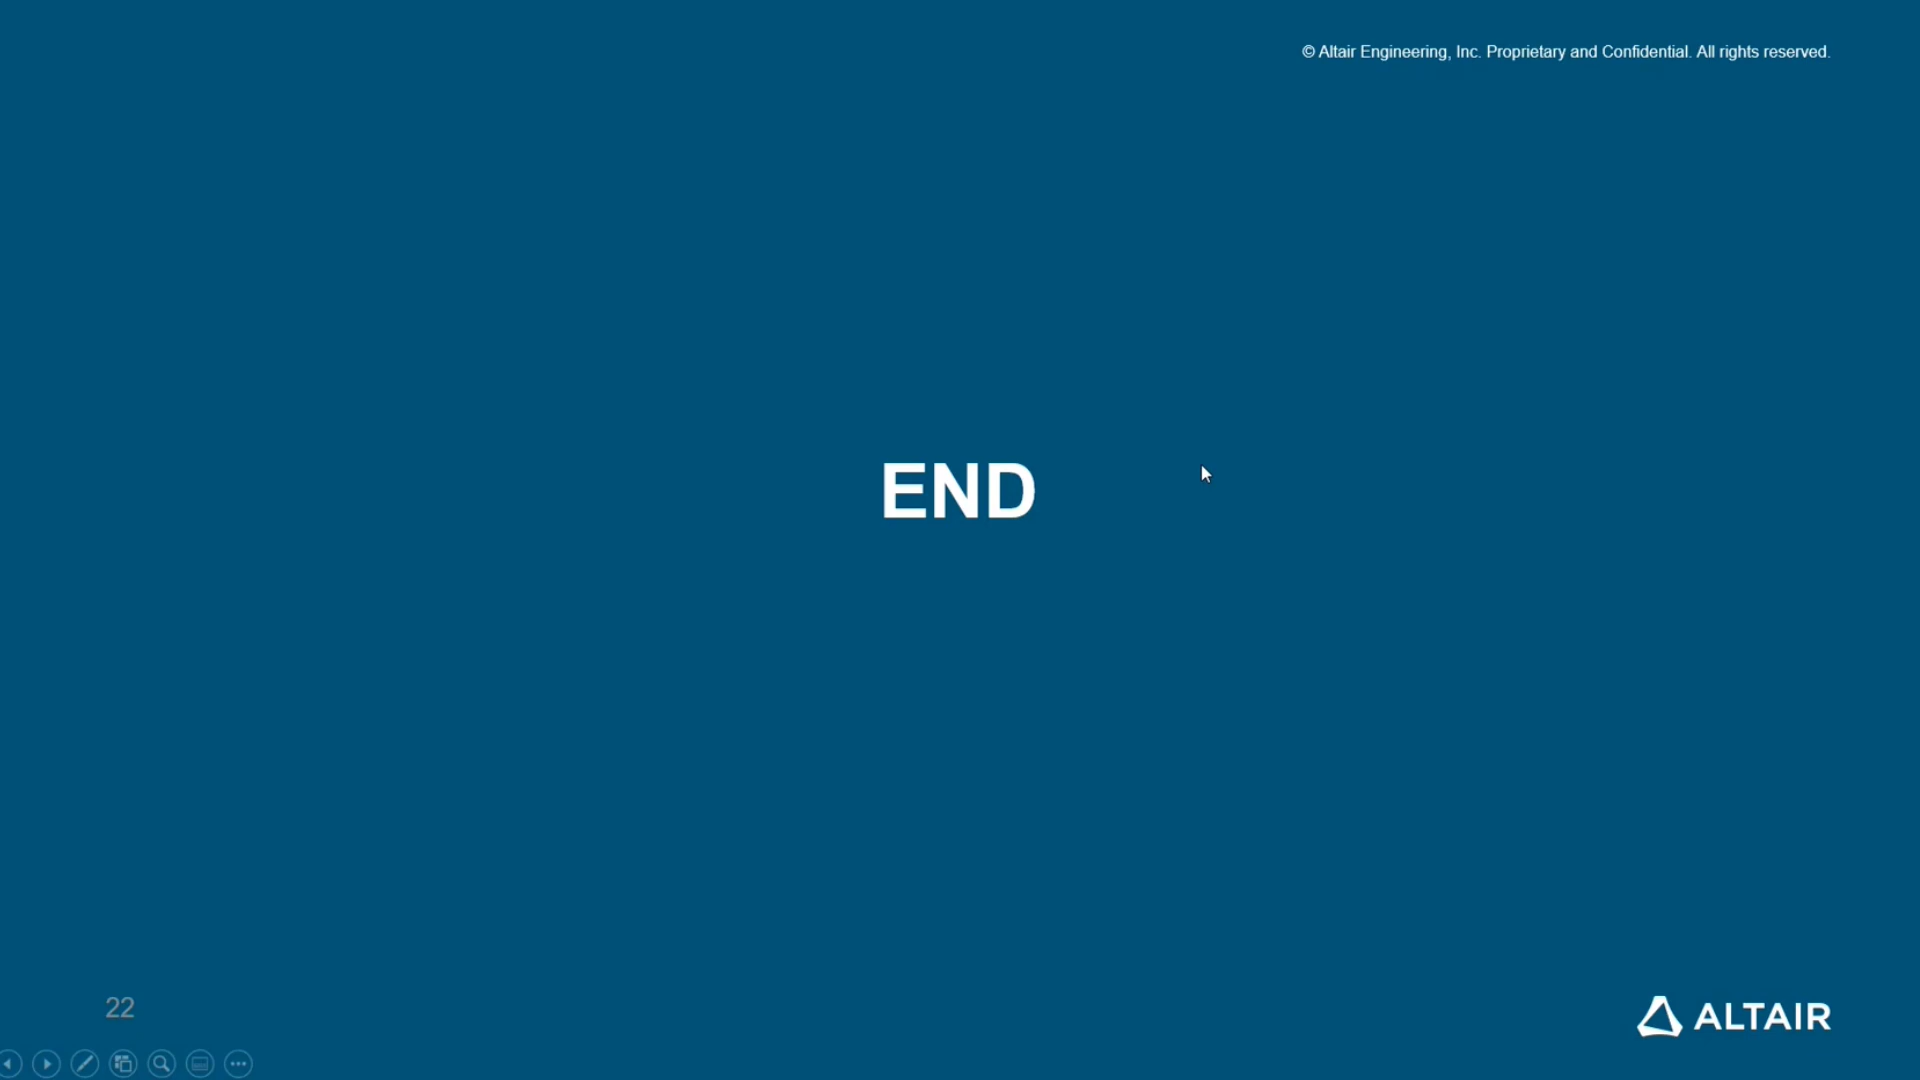 © Altair Engineering, Inc. Proprietary and Confidential. All rights reserved.
END
22
ALTAIR